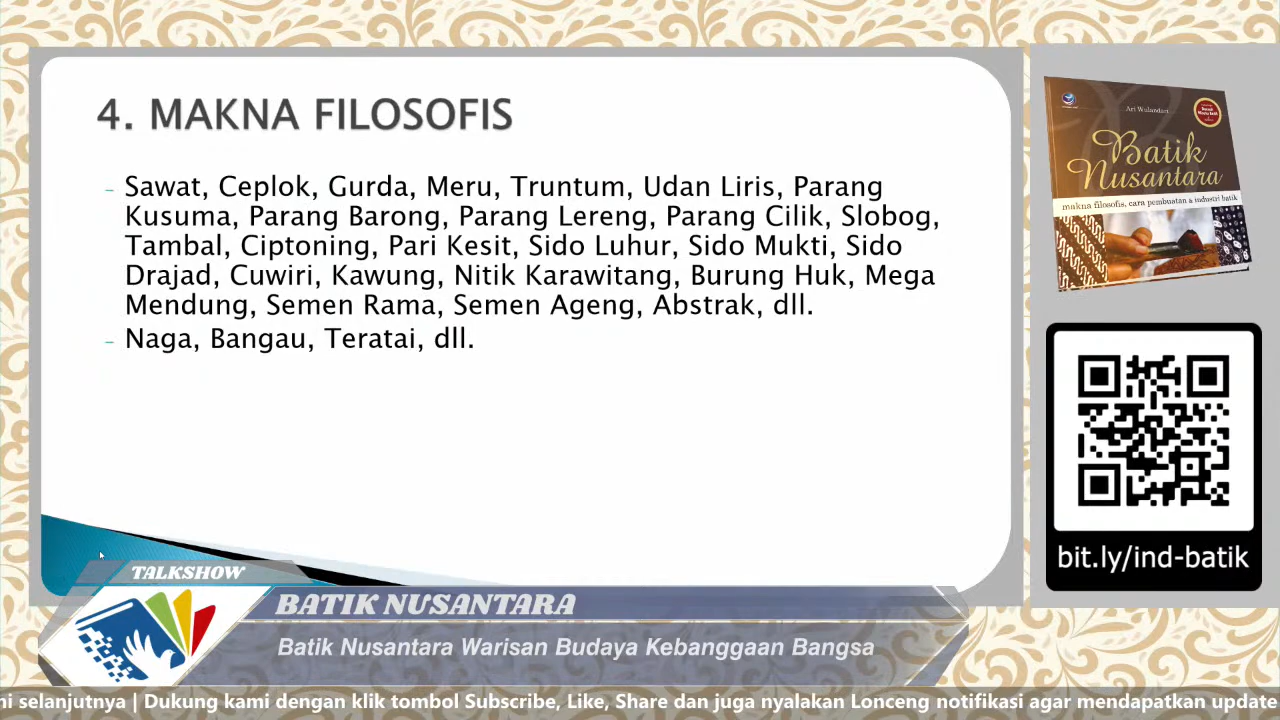 4. MAKNA FILOSOFIS
– Sawat, Ceplok, Gurda, Meru, Truntum, Udan Liris, Parang
Kusuma, Parang Barong, Parang Lereng, Parang Cilik, Slobog,
Tambal, Ciptoning, Pari Kesit, Sido Luhur, Sido Mukti, Sido
Drajad, Cuwiri, Kawung, Nitik Karawitang, Burung Huk, Mega
Mendung, Semen Rama, Semen Ageng, Abstrak, dll.
– Naga, Bangau, Teratai, dll.
Ari Wulandari
Batik
Nusantara
makna filosofis, cara pembuatan & industri batik
bit.ly/ind-batik
TALKSHOW
BATIK NUSANTARA
Batik Nusantara Warisan Budaya Kebanggaan Bangsa
ni selanjutnya | Dukung kami dengan klik tombol Subscribe, Like, Share dan juga nyalakan Lonceng notifikasi agar mendapatkan update